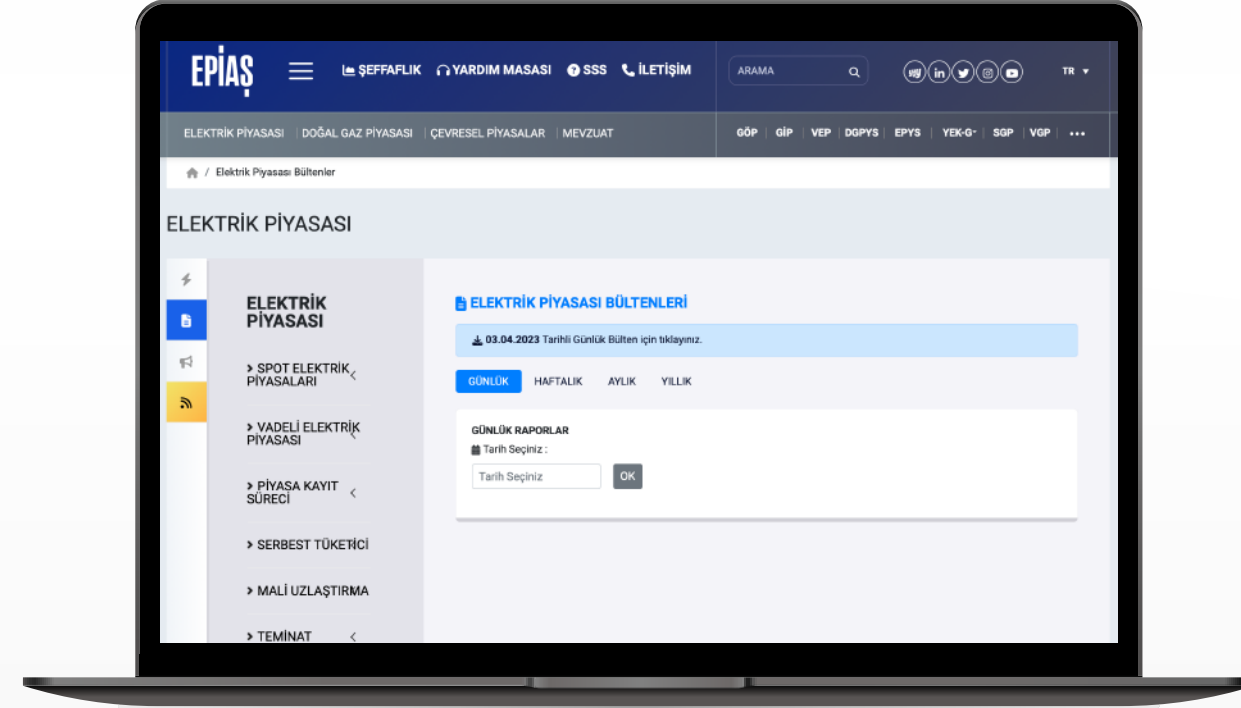 EPİAŞ
ŞEFFAFLIK YARDIM MASASI SSS İLETİŞİM
ARAMA
TR
ELEKTRİK PİYASASI DOĞAL GAZ PİYASASI ÇEVRESEL PİYASALAR MEVZUAT
GÖP GİP VEP DGPYS EPYS YEK-G SGP VGP
/ Elektrik Piyasası Bültenler
ELEKTRİK PİYASASI
ELEKTRİK
PİYASASI
SPOT ELEKTRİK
PİYASALARI
VADELİ ELEKTRİK
PİYASASI
PİYASA KAYIT
SÜRECİ
SERBEST TÜKETİCİ
MALİ UZLAŞTIRMA
TEMİNAT
ELEKTRİK PİYASASI BÜLTENLERİ
03.04.2023 Tarihli Günlük Bülten için tıklayınız.
GÜNLÜK HAFTALIK AYLIK YILLIK
GÜNLÜK RAPORLAR
Tarih Seçiniz :
Tarih Seçiniz OK